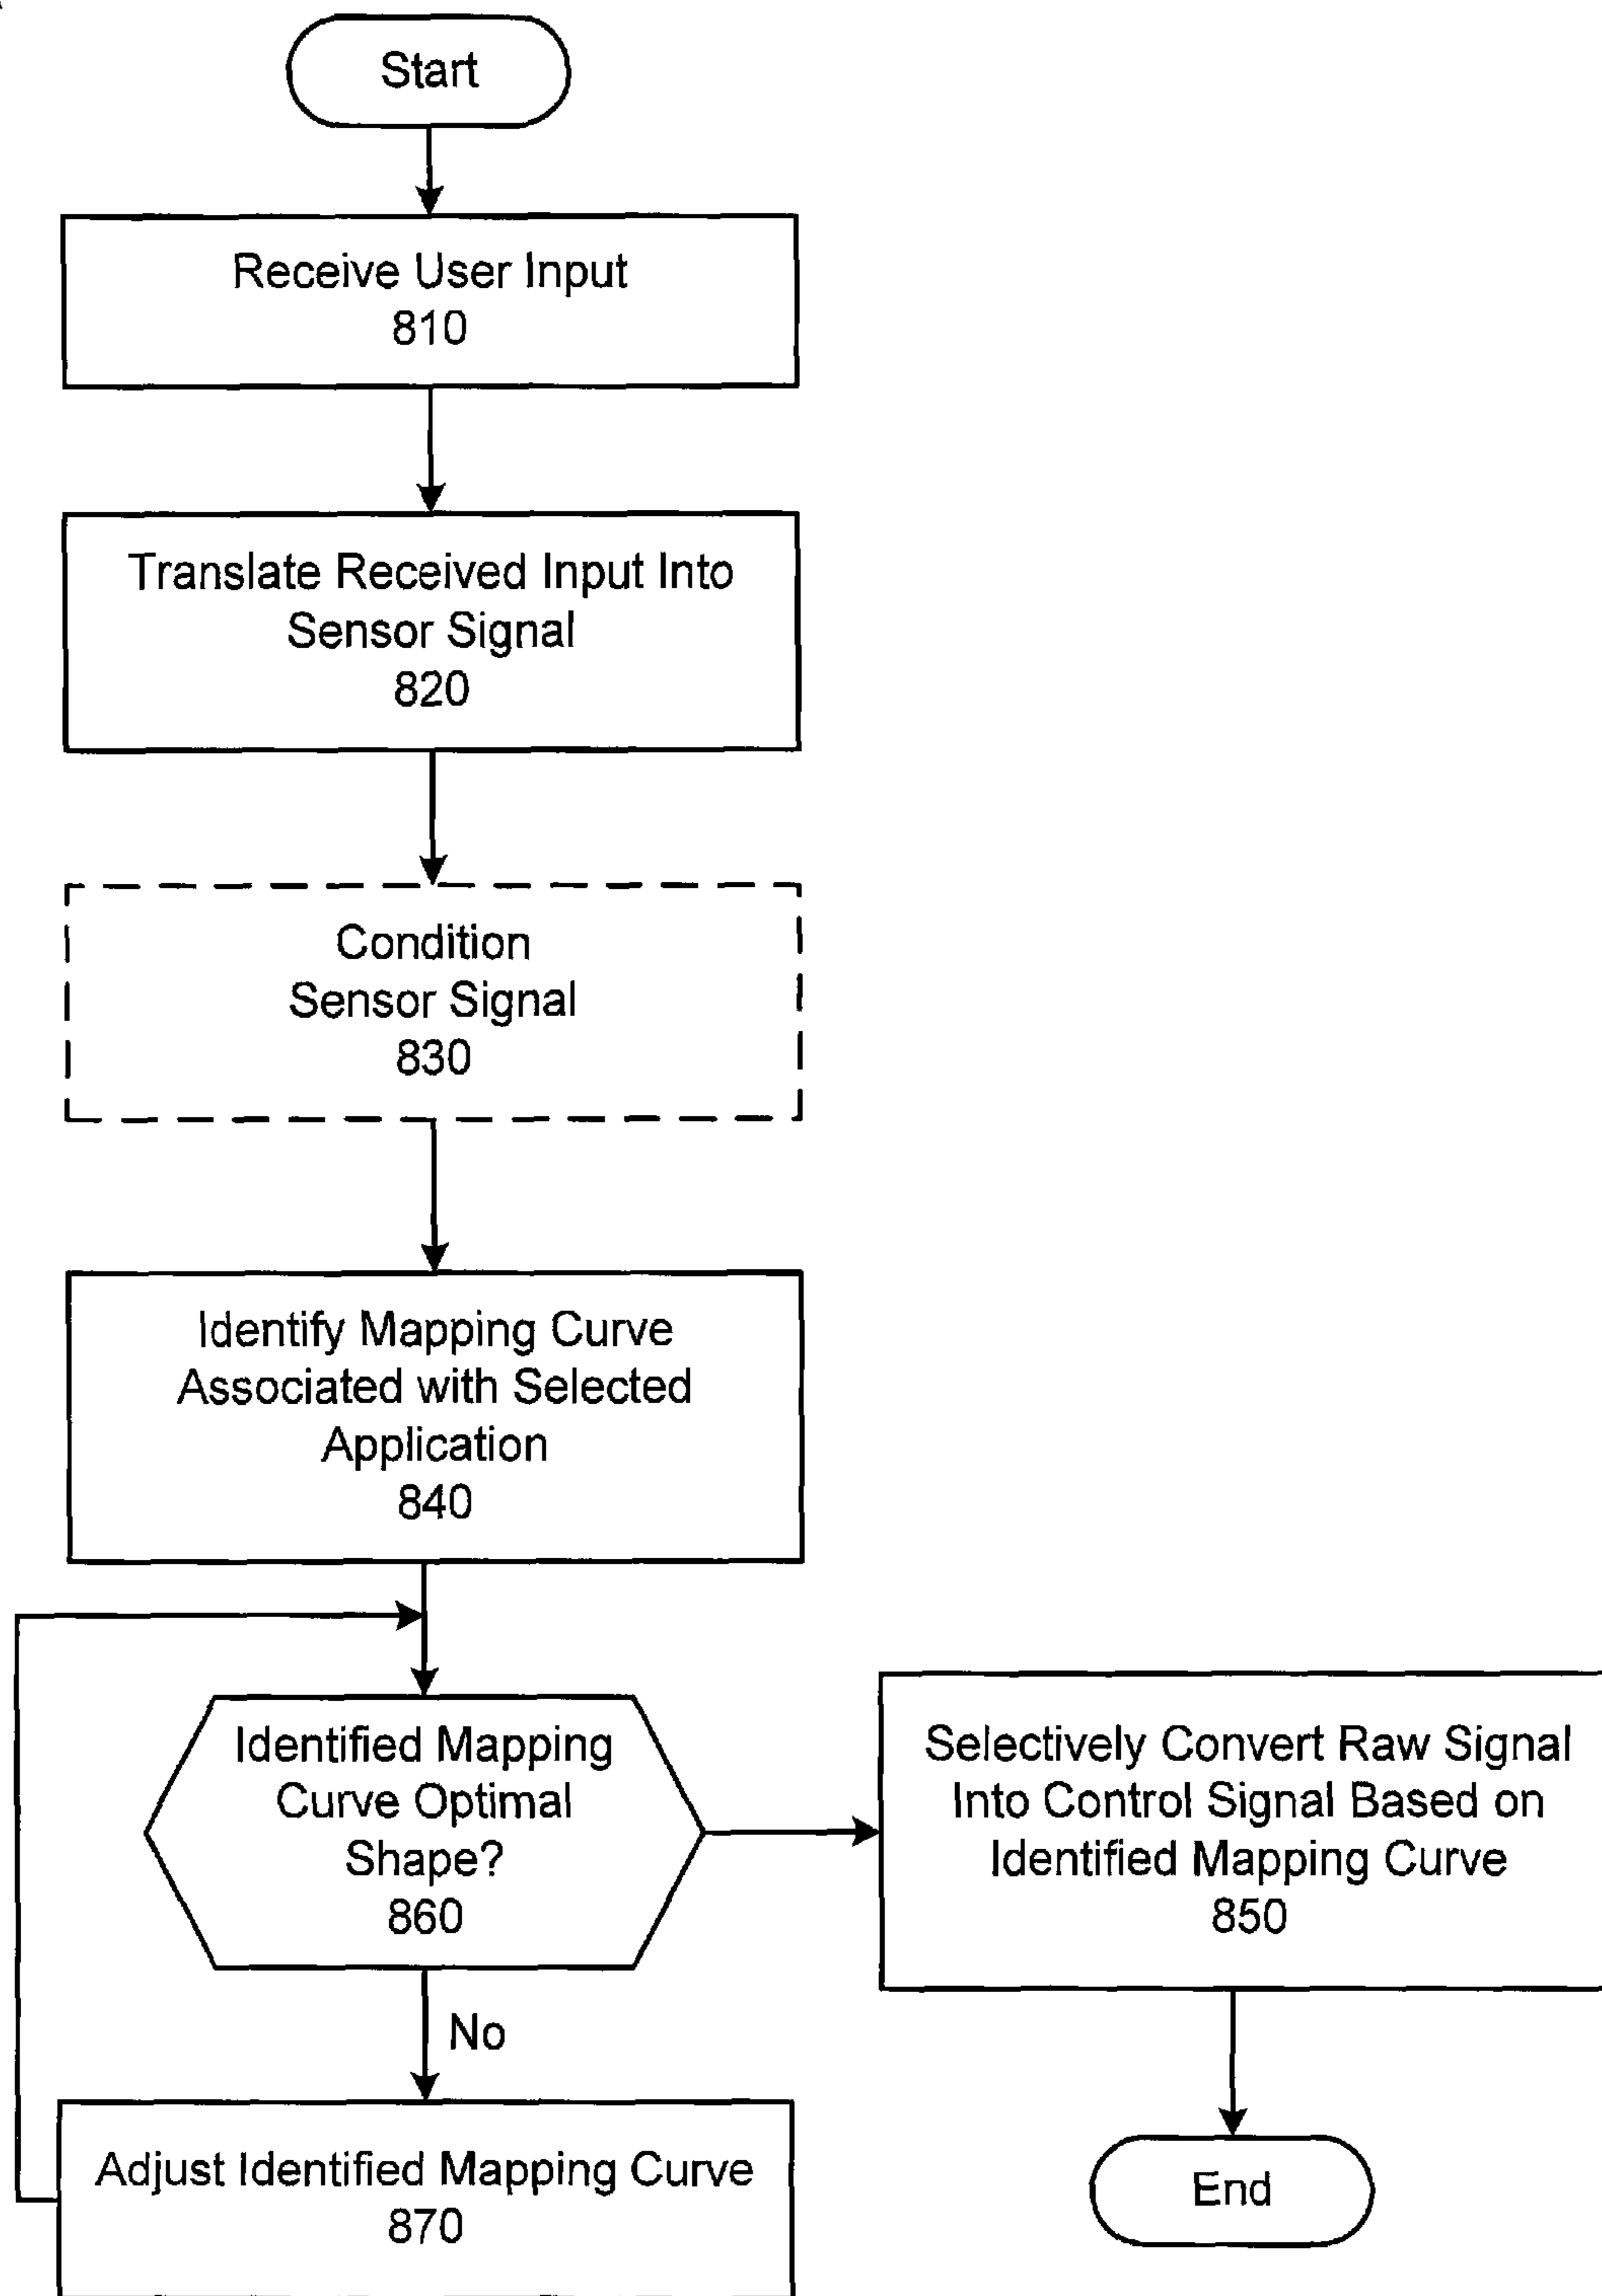 Start
Receive User Input
810
Translate Received Input Into
Sensor Signal
820
Condition
Sensor Signal
830
Identify Mapping Curve
Associated with Selected
Application
840
Identified Mapping
Curve Optimal
Shape?
860
Selectively Convert Raw Signal
Into Control Signal Based on
Identified Mapping Curve
850
No
Adjust Identified Mapping Curve
870
End